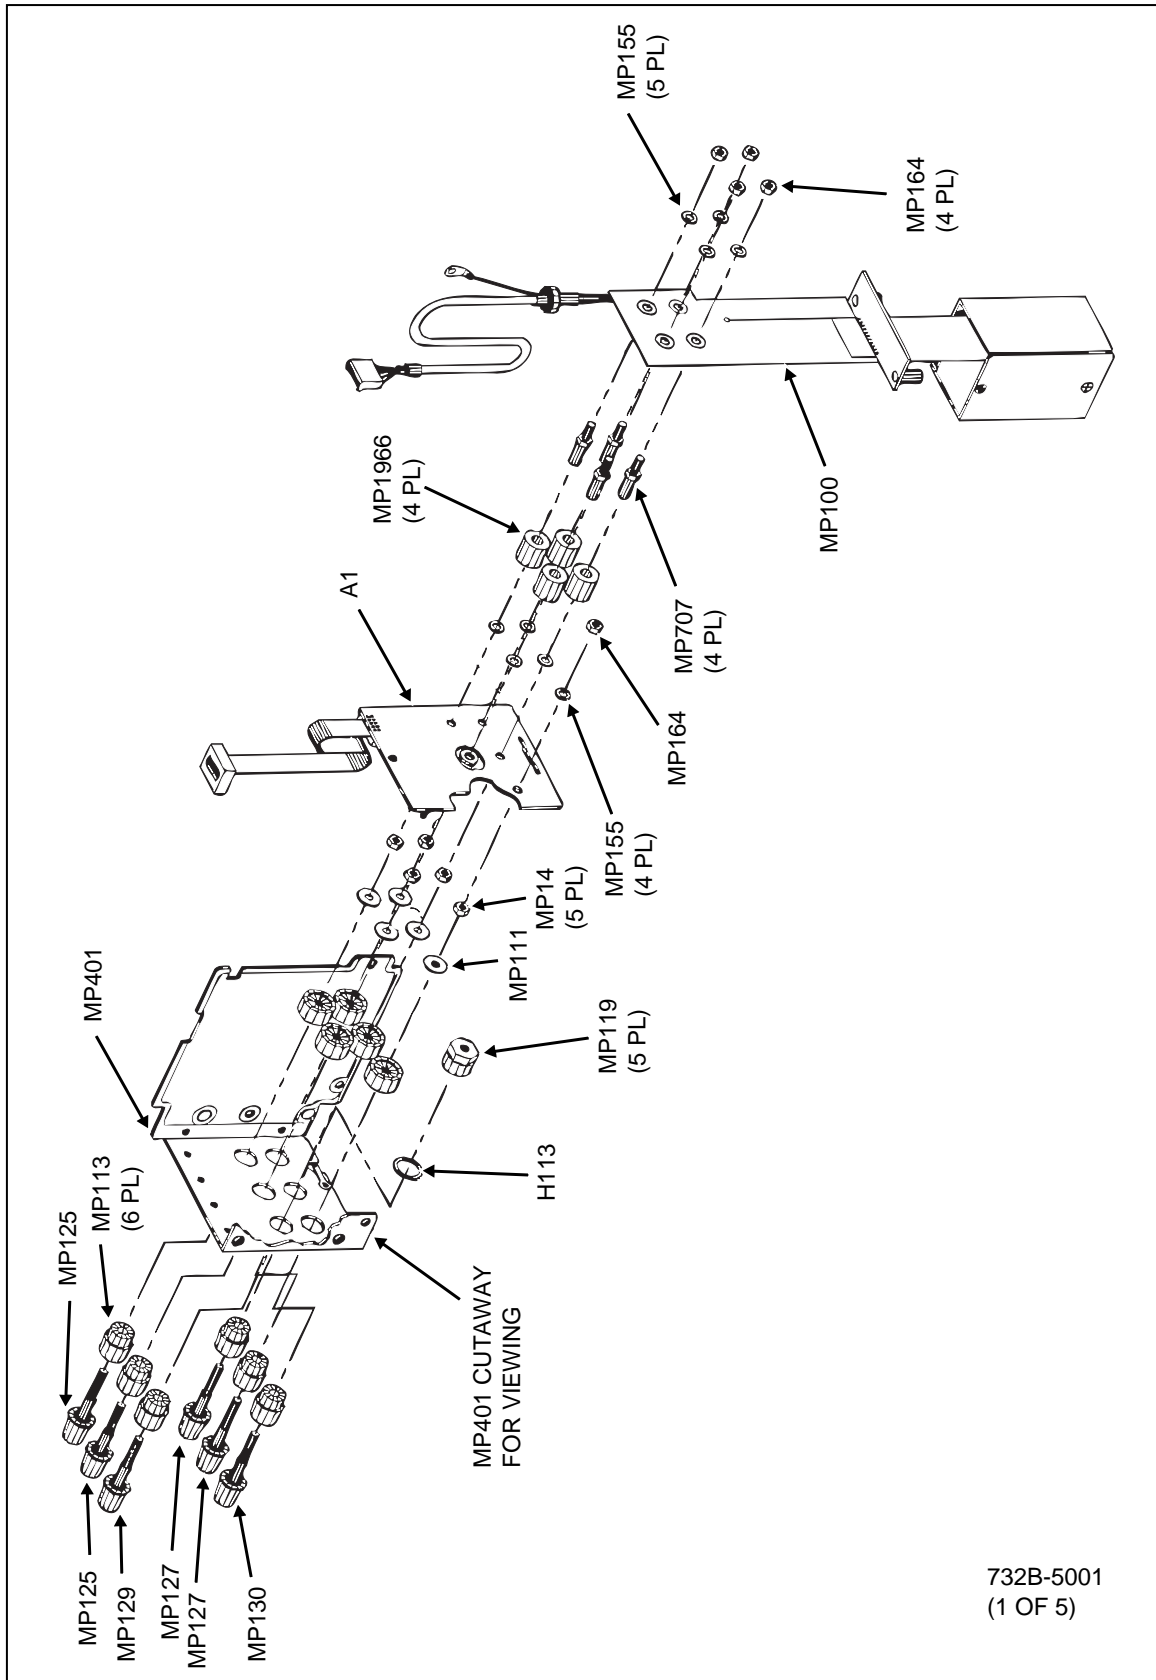 MP155
(5 PL)
MP164
(4 PL)
MP1966
(4 PL)
A1
MP100
MP707
(4 PL)
MP164
MP155
(4 PL)
MP14
(5 PL)
MP111
MP401
MP119
(5 PL)
H113
MP113
(6 PL)
MP125
MP401 CUTAWAY
FOR VIEWING
MP125
MP129
MP127
MP127
MP130
732B-5001
(1 OF 5)